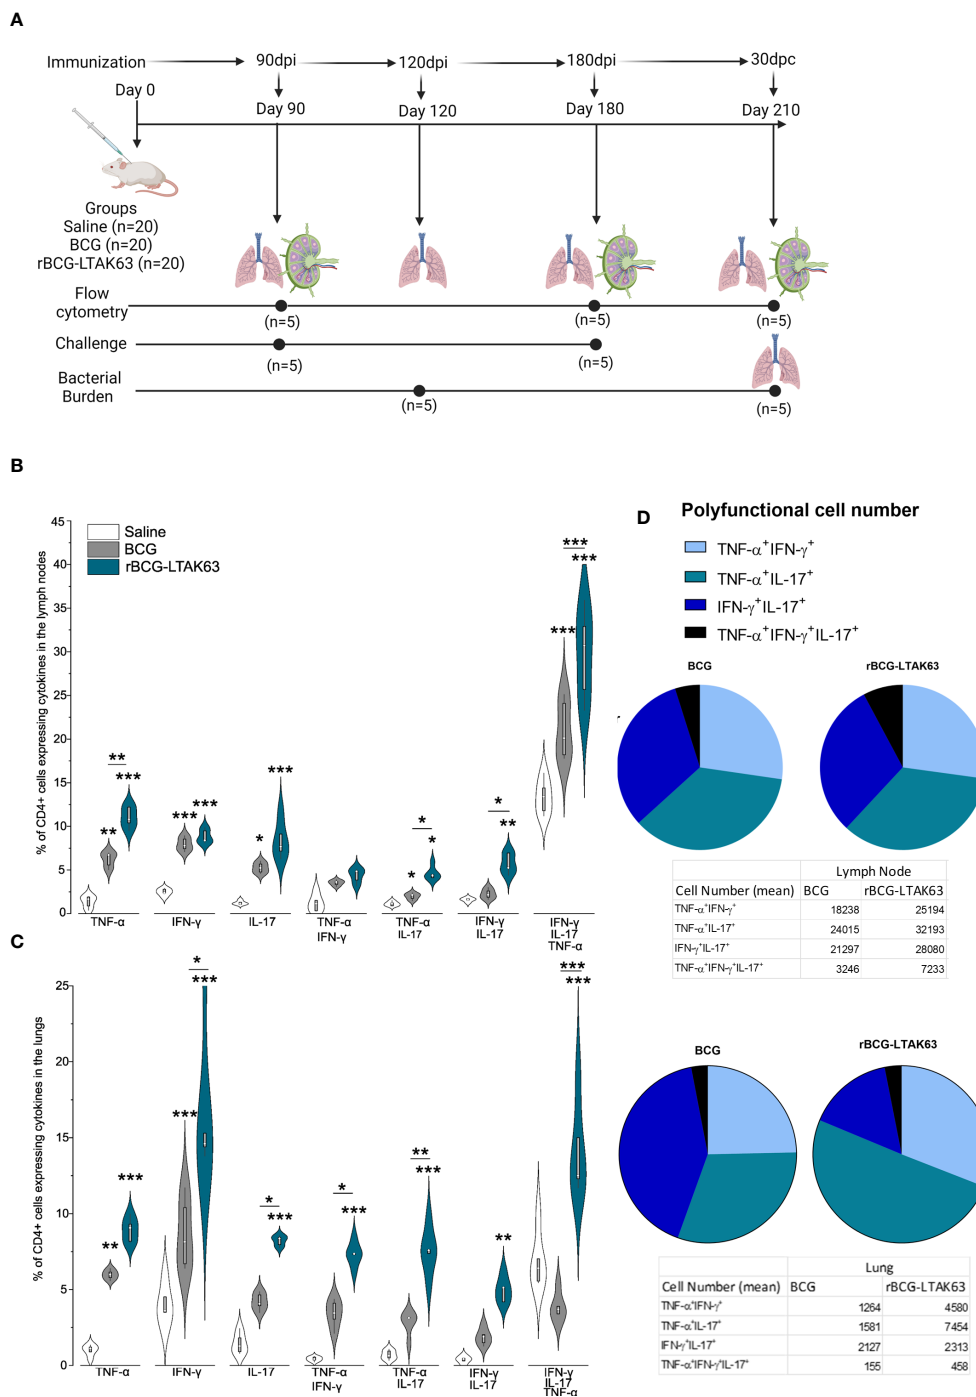 A
Immunization
90dpi
120dpi
180dpi
30dpc
Day 0
Day 90
Day 120
Day 180
Day 210
Groups
Saline (n=20)
BCG (n=20)
rBCG-LTAK63 (n=20)
Flow
cytometry
(n=5)
(n=5)
(n=5)
Challenge
(n=5)
(n=5)
Bacterial
Burden
(n=5)
(n=5)
B
% of CD4+ cells expressing cytokines in the lymph nodes
45
40
35
30
25
20
15
10
5
0
Saline
BCG
rBCG-LTAK63
**
**
***
***
***
*
***
*
*
*
*
**
***
***
***
TNF-α
IFN-γ
IL-17
TNF-α
IFN-γ
TNF-α
IL-17
IFN-γ
IL-17
IFN-γ
IL-17
TNF-α
C
% of CD4+ cells expressing cytokines in the lungs
25
20
15
10
5
0
**
***
***
*
***
*
***
*
***
**
***
**
***
***
TNF-α
IFN-γ
IL-17
TNF-α
IFN-γ
TNF-α
IL-17
IFN-γ
IL-17
IFN-γ
IL-17
TNF-α
D
Polyfunctional cell number
TNF-α⁺IFN-γ⁺
TNF-α⁺IL-17⁺
IFN-γ⁺IL-17⁺
TNF-α⁺IFN-γ⁺IL-17⁺
BCG
rBCG-LTAK63
Lymph Node
Cell Number (mean) BCG rBCG-LTAK63
TNF-α⁺IFN-γ⁺ 18238 25194
TNF-α⁺IL-17⁺ 24015 32193
IFN-γ⁺IL-17⁺ 21297 28080
TNF-α⁺IFN-γ⁺IL-17⁺ 3246 7233
BCG
rBCG-LTAK63
Lung
Cell Number (mean) BCG rBCG-LTAK63
TNF-α⁺IFN-γ⁺ 1264 4580
TNF-α⁺IL-17⁺ 1581 7454
IFN-γ⁺IL-17⁺ 2127 2313
TNF-α⁺IFN-γ⁺IL-17⁺ 155 458